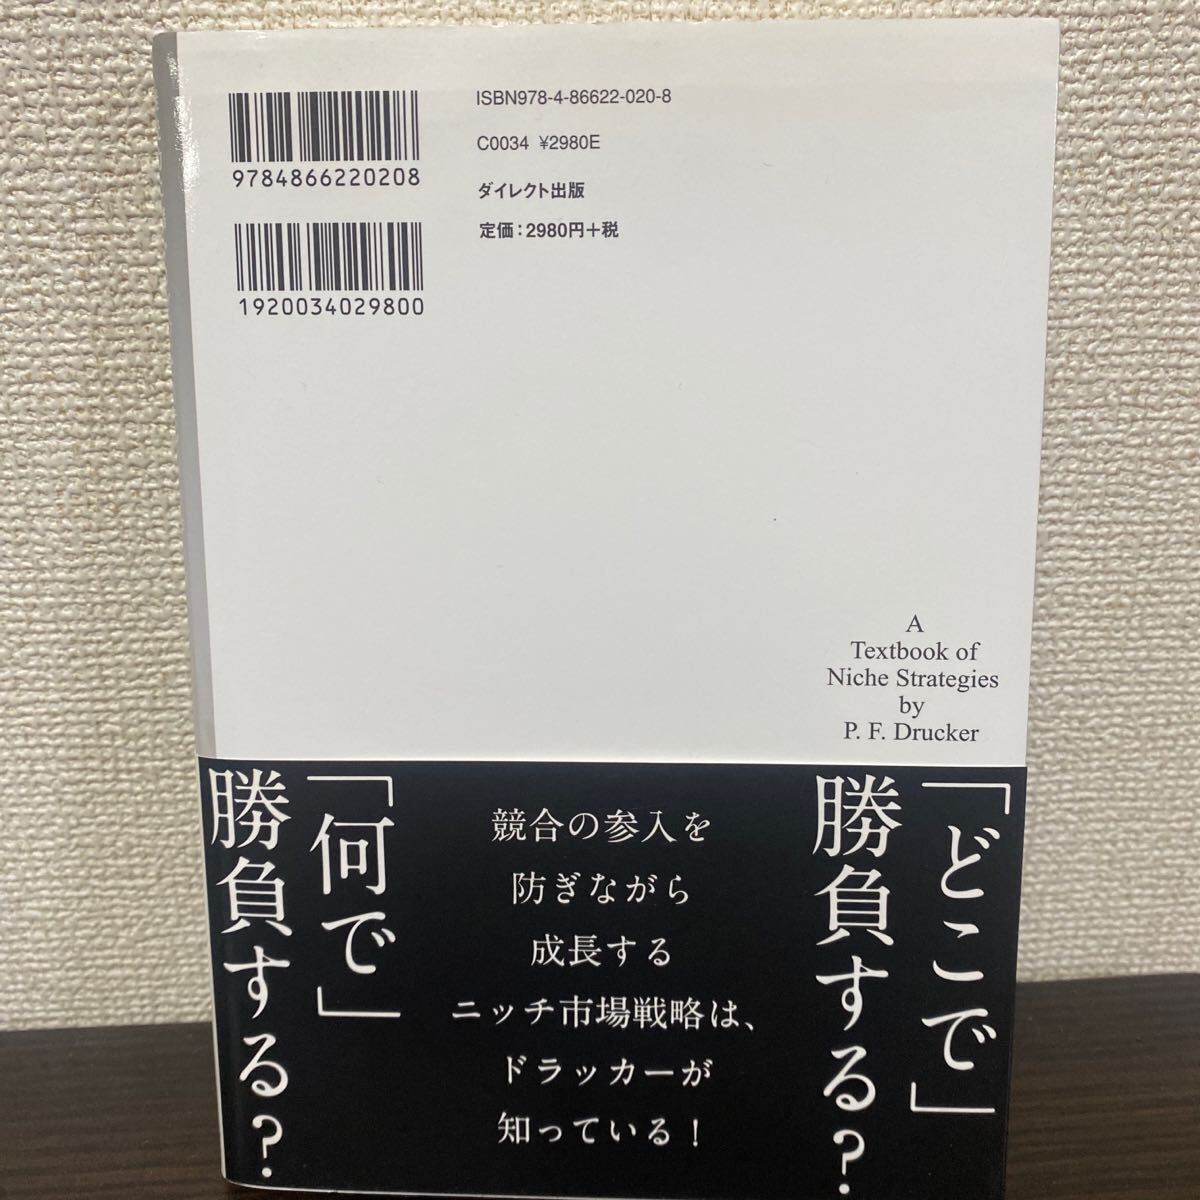 ISBN978-4-86622-020-8
C0034 ¥2980E
ダイレクト出版
定価：2980円＋税
9784866220208
1920034029800
A
Textbook of
Niche Strategies
by
P. F. Drucker
「どこで」
勝負する？
競合の参入を
防ぎながら
成長する
ニッチ市場戦略は、
ドラッカーが
知っている！
「何で」
勝負する？